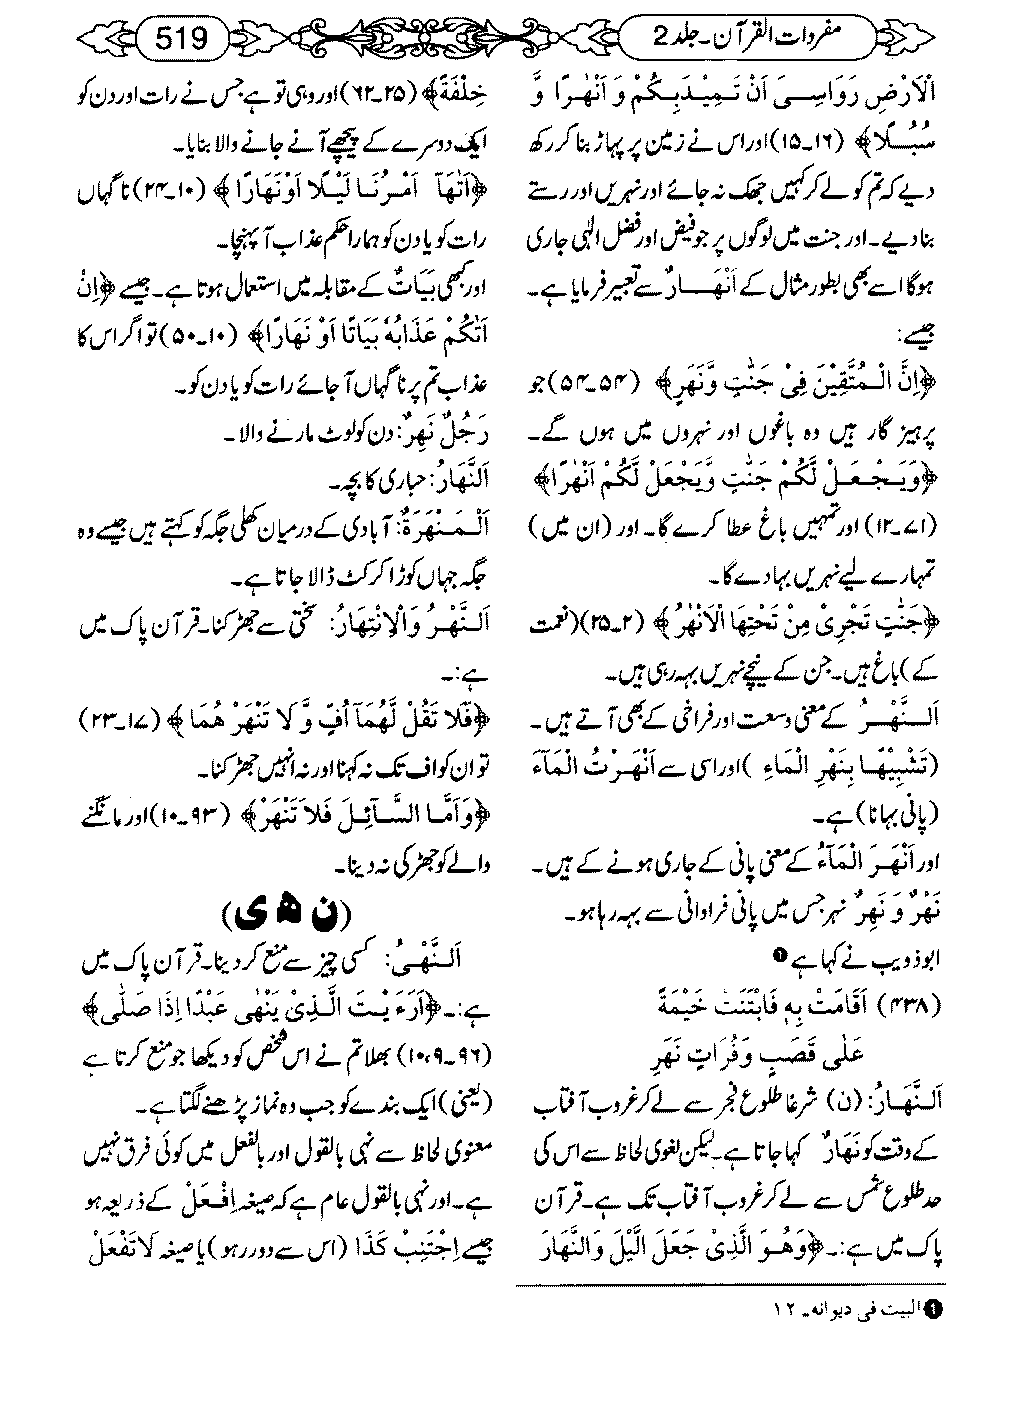 مفردات القرآن۔جلد 2
519
الْاَرْضِ رَوَاسِیَ اَنْ تَمِیْدَبِکُمْ وَ اَنْھٰرًا وَّ
سُبُلًا﴾ (۱۶۔۱۵)اوراس نے زمین پر پہاڑ بنا کر رکھ
دیے کہ تم کو لے کر کہیں جھک نہ جائے اور نہریں اور رستے
بنا دیے۔اور جنت میں لوگوں پر جو فیض اور فضل الٰہی جاری
ہوگا اسے بھی بطور مثال کے اَنْھَارٌ سے تعبیر فرمایا ہے۔
جیسے:
﴿اِنَّ الْمُتَّقِیْنَ فِیْ جَنّٰتٍ وَّنَھَرٍ﴾ (۵۴۔۵۴)جو
پرہیز گار ہیں وہ باغوں اور نہروں میں ہوں گے۔
﴿وَیَجْعَلْ لَّکُمْ جَنّٰتٍ وَّیَجْعَلْ لَّکُمْ اَنْھٰرًا﴾
(۷۱۔۱۲) اور تمہیں باغ عطا کرے گا۔ اور (ان میں)
تمہارے لیے نہریں بہادے گا۔
﴿جَنّٰتٍ تَجْرِیْ مِنْ تَحْتِھَا الْاَنْھٰرُ﴾ (۲۔۲۵)(نعمت
کے)باغ ہیں۔جن کے نیچے نہریں بہہ رہی ہیں۔
اَلنَّھْرُ کے معنی وسعت اور فراخی کے بھی آتے ہیں۔
(تَشْبِیْھًا بِنَھْرِ الْمَاءِ )اور اسی سے اَنْھَرْتُ الْمَآءَ
(پانی بہانا)ہے۔
اور اَنْھَرَ الْمَآءُ کے معنی پانی کے جاری ہونے کے ہیں۔
نَھْرٌ وَ نَھِرٌ نہر جس میں پانی فراوانی سے بہہ رہا ہو۔
ابوذویب نے کہا ہے ❶
(۴۳۸) اَقَامَتْ بِہٖ فَابْتَنَتْ خَیْمَةً
عَلٰی قَصَبٍ وَفُرَاتٍ نَھَرٍ
اَلنَّھَارُ: (ن) شرعا طلوع فجر سے لے کر غروب آفتاب
کے وقت کو نَھَارٌ کہا جاتا ہے۔لیکن لغوی لحاظ سے اس کی
حد طلوع شمس سے لے کر غروب آفتاب تک ہے۔قرآن
پاک میں ہے:۔﴿وَھُوَ الَّذِیْ جَعَلَ الَّیْلَ وَالنَّھَارَ
❶ البیت فی دیوانہ۔ ۱۲
خِلْفَةً﴾ (۲۵۔۶۲)اور وہی تو ہے جس نے رات اور دن کو
ایک دوسرے کے پیچھے آنے جانے والا بنایا۔
﴿اَتٰھَآ اَمْرُنَا لَیْلًا اَوْنَھَارًا﴾ (۱۰۔۲۴)ناگہاں
رات کو یا دن کو ہمارا حکم عذاب آ پہنچا۔
اور کبھی بَیَاتٌ کے مقابلہ میں استعمال ہوتا ہے۔ جیسے ﴿اِنْ
اَتٰکُمْ عَذَابُہٗ بَیَاتًا اَوْ نَھَارًا﴾ (۱۰۔۵۰)تو اگر اس کا
عذاب تم پر ناگہاں آ جائے رات کو یا دن کو۔
رَجُلٌ نَھِرٌ: دن کو لوٹ مارنے والا۔
اَلنَّھَارُ: حباری کا بچہ۔
اَلْمَنْھَرَةُ: آبادی کے درمیان کھلی جگہ کو کہتے ہیں جیسے وہ
جگہ جہاں کوڑا کرکٹ ڈالا جاتا ہے۔
اَلنَّھْرُ وَالْاِنْتِھَارُ: سختی سے جھڑکنا۔قرآن پاک میں
ہے:۔
﴿فَلَا تَقُلْ لَّھُمَآ اُفٍّ وَّ لَا تَنْھَرْ ھُمَا﴾ (۱۷۔۲۳)
تو ان کو اف تک نہ کہنا اور نہ انہیں جھڑکنا۔
﴿وَاَمَّا السَّآئِلَ فَلَا تَنْھَرْ﴾ (۹۳۔۱۰)اور مانگنے
والے کو جھڑکی نہ دینا۔
(ن ھ ی)
اَلنَّھْیُ: کسی چیز سے منع کر دینا۔قرآن پاک میں
ہے:۔﴿اَرَءَیْتَ الَّذِیْ یَنْھٰی عَبْدًا اِذَا صَلّٰی﴾
(۹۶۔۱۰،۹) بھلا تم نے اس شخص کو دیکھا جو منع کرتا ہے
(یعنی)ایک بندے کو جب وہ نماز پڑھنے لگتا ہے۔
معنوی لحاظ سے نہی بالقول اور بالفعل میں کوئی فرق نہیں
ہے۔اور نہی بالقول عام ہے کہ صیغہ اِفْعَلْ کے ذریعہ ہو
جیسے اِجْتَنِبْ کَذَا (اس سے دور رہو) یا صیغہ لَا تَفْعَلْ